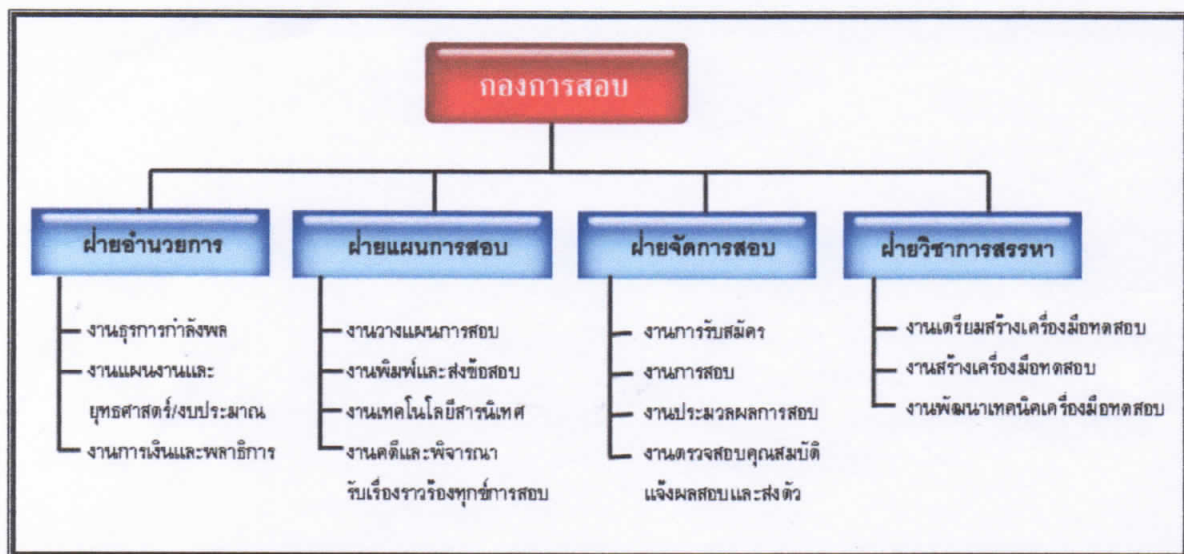 กองการสอบ
ฝ่ายอำนวยการ
งานธุรการกำลังพล
งานแผนงานและ
ยุทธศาสตร์/งบประมาณ
งานการเงินและพลาธิการ
ฝ่ายแผนการสอบ
งานวางแผนการสอบ
งานพิมพ์และส่งข้อสอบ
งานเทคโนโลยีสารนิเทศ
งานคดีและพิจารณา
รับเรื่องราวร้องทุกข์การสอบ
ฝ่ายจัดการสอบ
งานการรับสมัคร
งานการสอบ
งานประมวลผลการสอบ
งานตรวจสอบคุณสมบัติ
แจ้งผลสอบและส่งตัว
ฝ่ายวิชาการสรรหา
งานเตรียมสร้างเครื่องมือทดสอบ
งานสร้างเครื่องมือทดสอบ
งานพัฒนาเทคนิคเครื่องมือทดสอบ